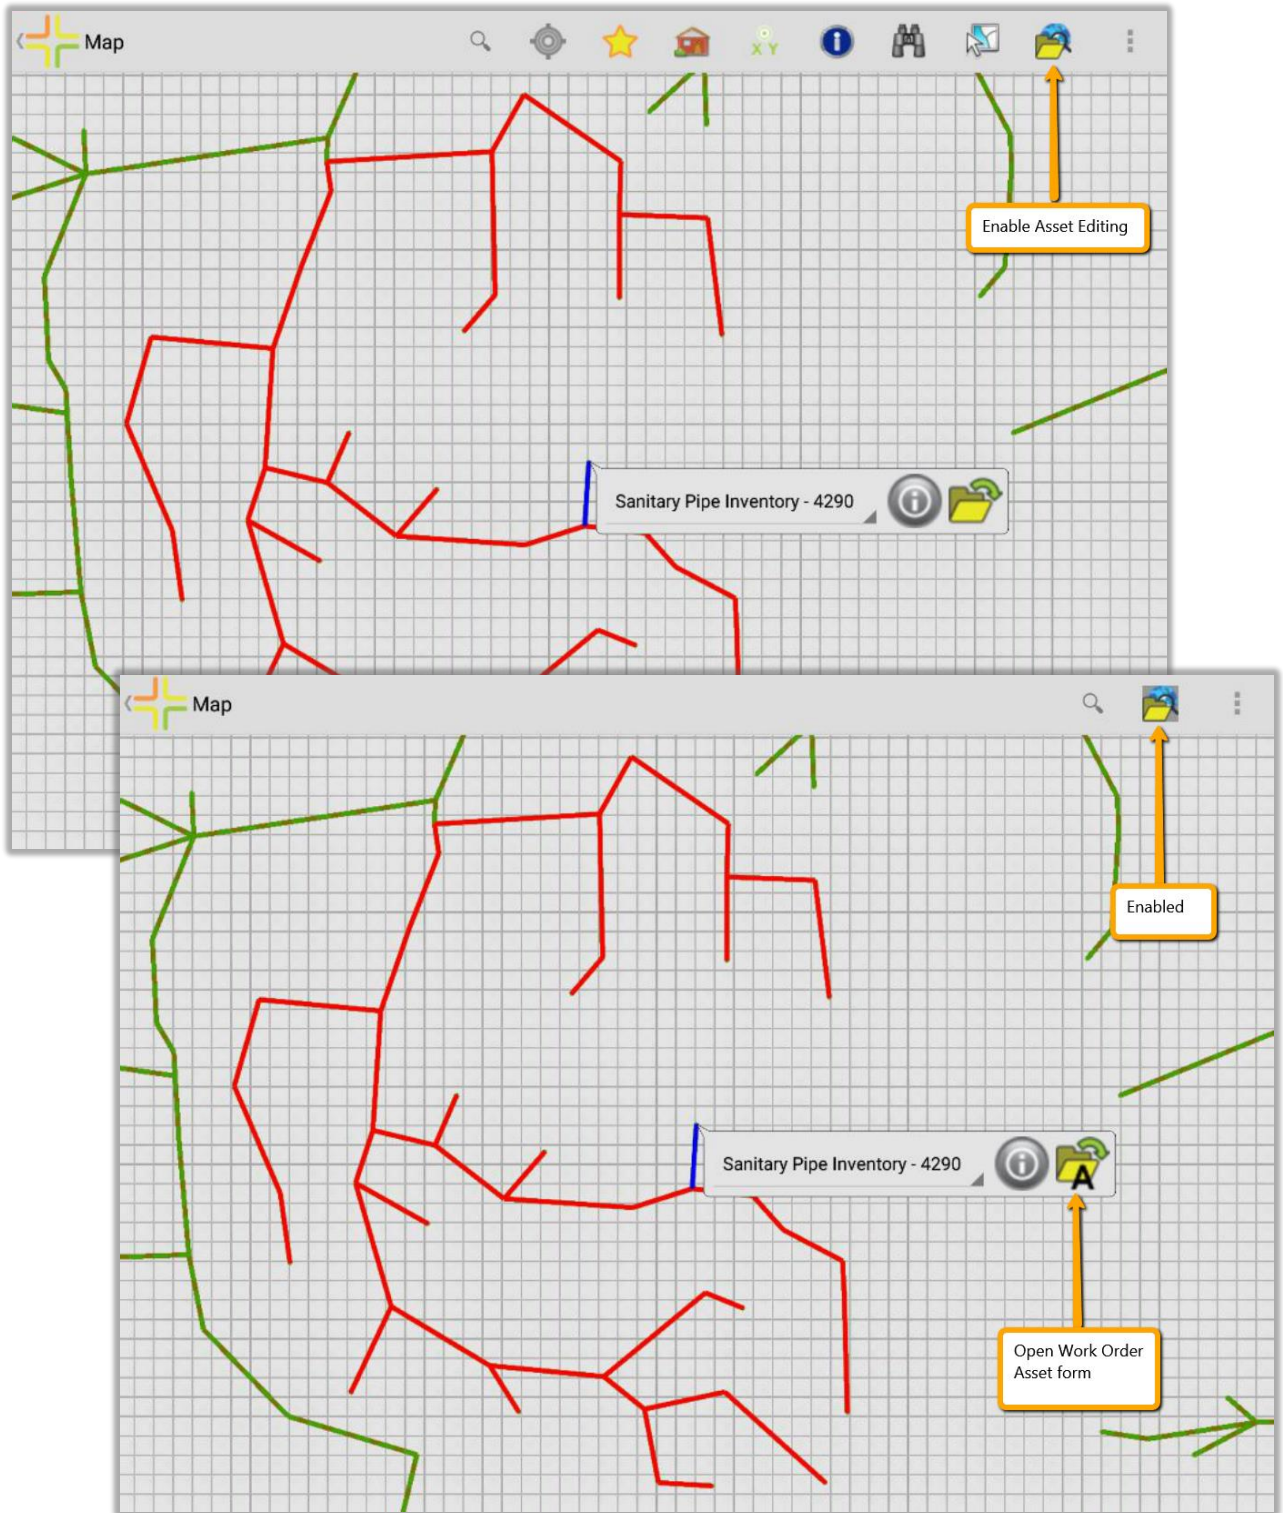 Map
X Y
Enable Asset Editing
Sanitary Pipe Inventory - 4290
Map
Enabled
Sanitary Pipe Inventory - 4290
A
Open Work Order
Asset form